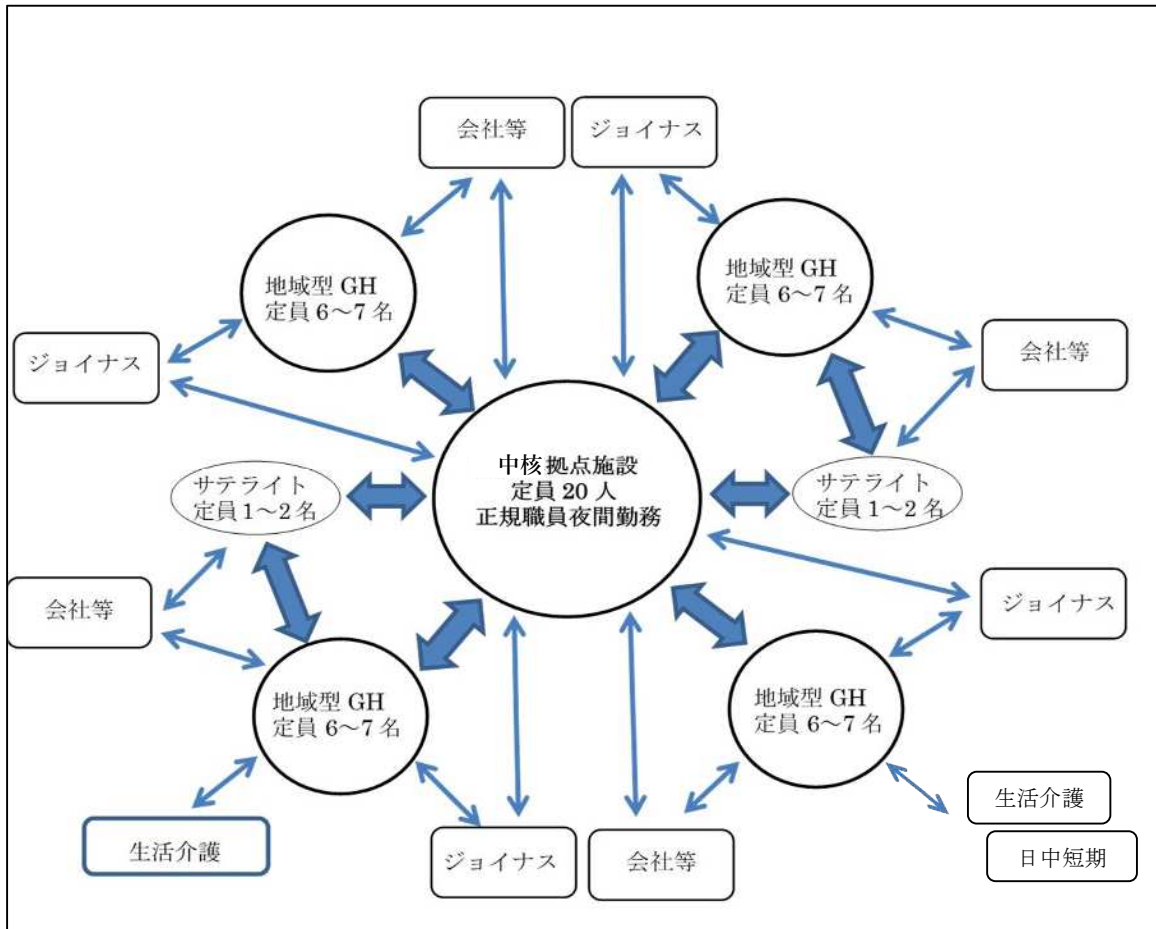 会社等
ジョイナス
地域型 GH
定員 6～7 名
地域型 GH
定員 6～7 名
ジョイナス
会社等
中核拠点施設
定員 20 人
正規職員夜間勤務
サテライト
定員 1～2 名
サテライト
定員 1～2 名
会社等
ジョイナス
地域型 GH
定員 6～7 名
地域型 GH
定員 6～7 名
生活介護
ジョイナス
会社等
生活介護
日中短期